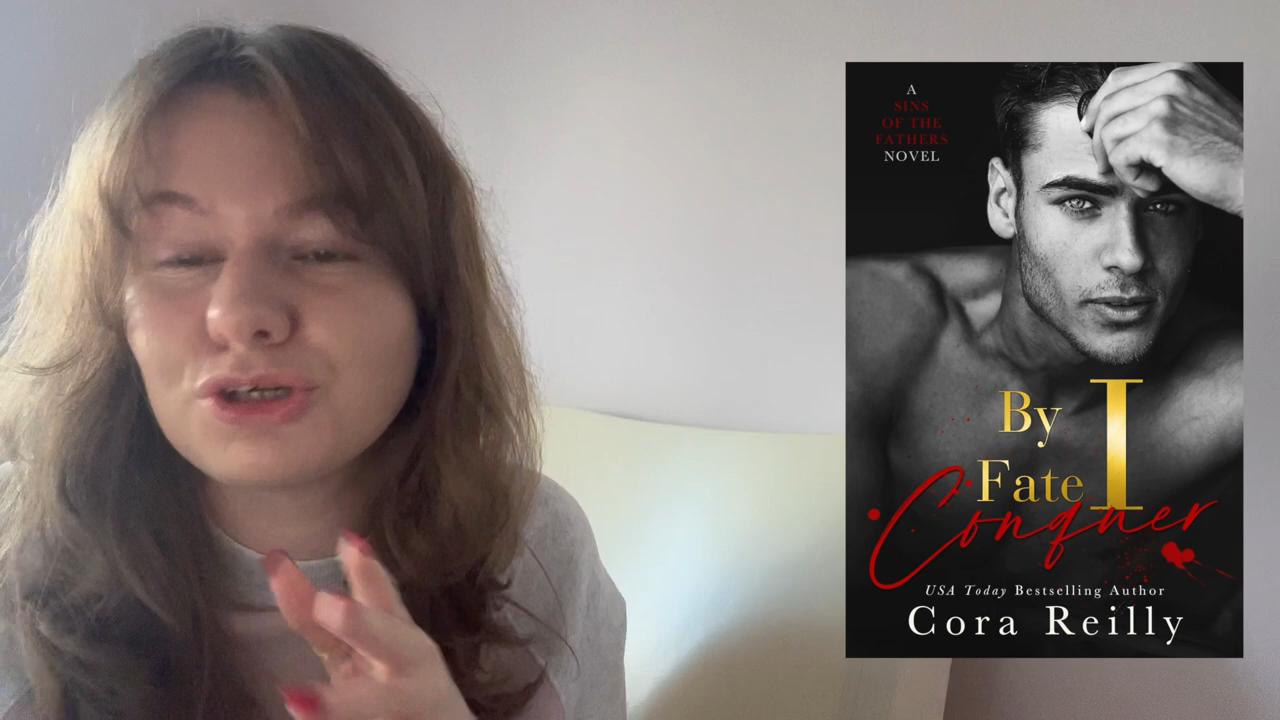 A
SINS
OF THE
FATHERS
NOVEL
By I
Fate
Conquer
USA Today Bestselling Author
Cora Reilly